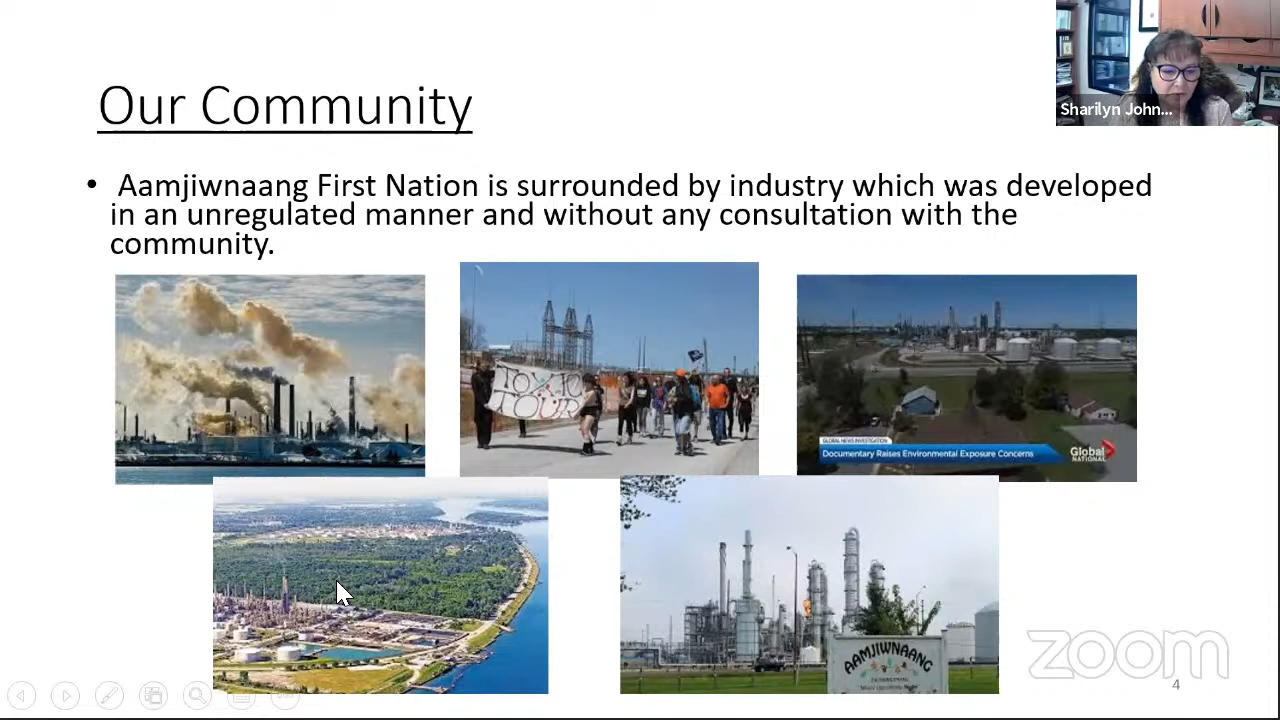 Our Community
Sharilyn John...
• Aamjiwnaang First Nation is surrounded by industry which was developed
in an unregulated manner and without any consultation with the
community.
TOXIC
TOUR
GLOBAL NEWS INVESTIGATION
Documentary Raises Environmental Exposure Concerns
Global
NATIONAL
AAMJIWNAANG
zoom
4